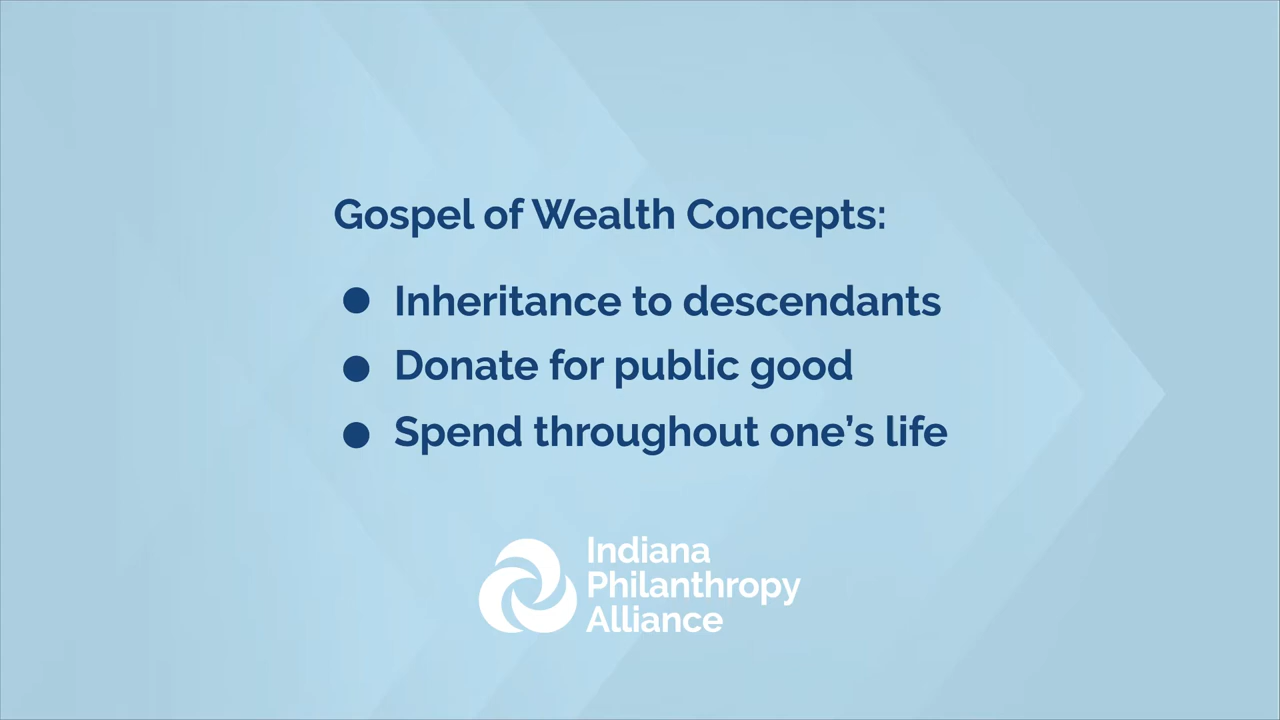 Gospel of Wealth Concepts:
● Inheritance to descendants
● Donate for public good
● Spend throughout one’s life
Indiana
Philanthropy
Alliance